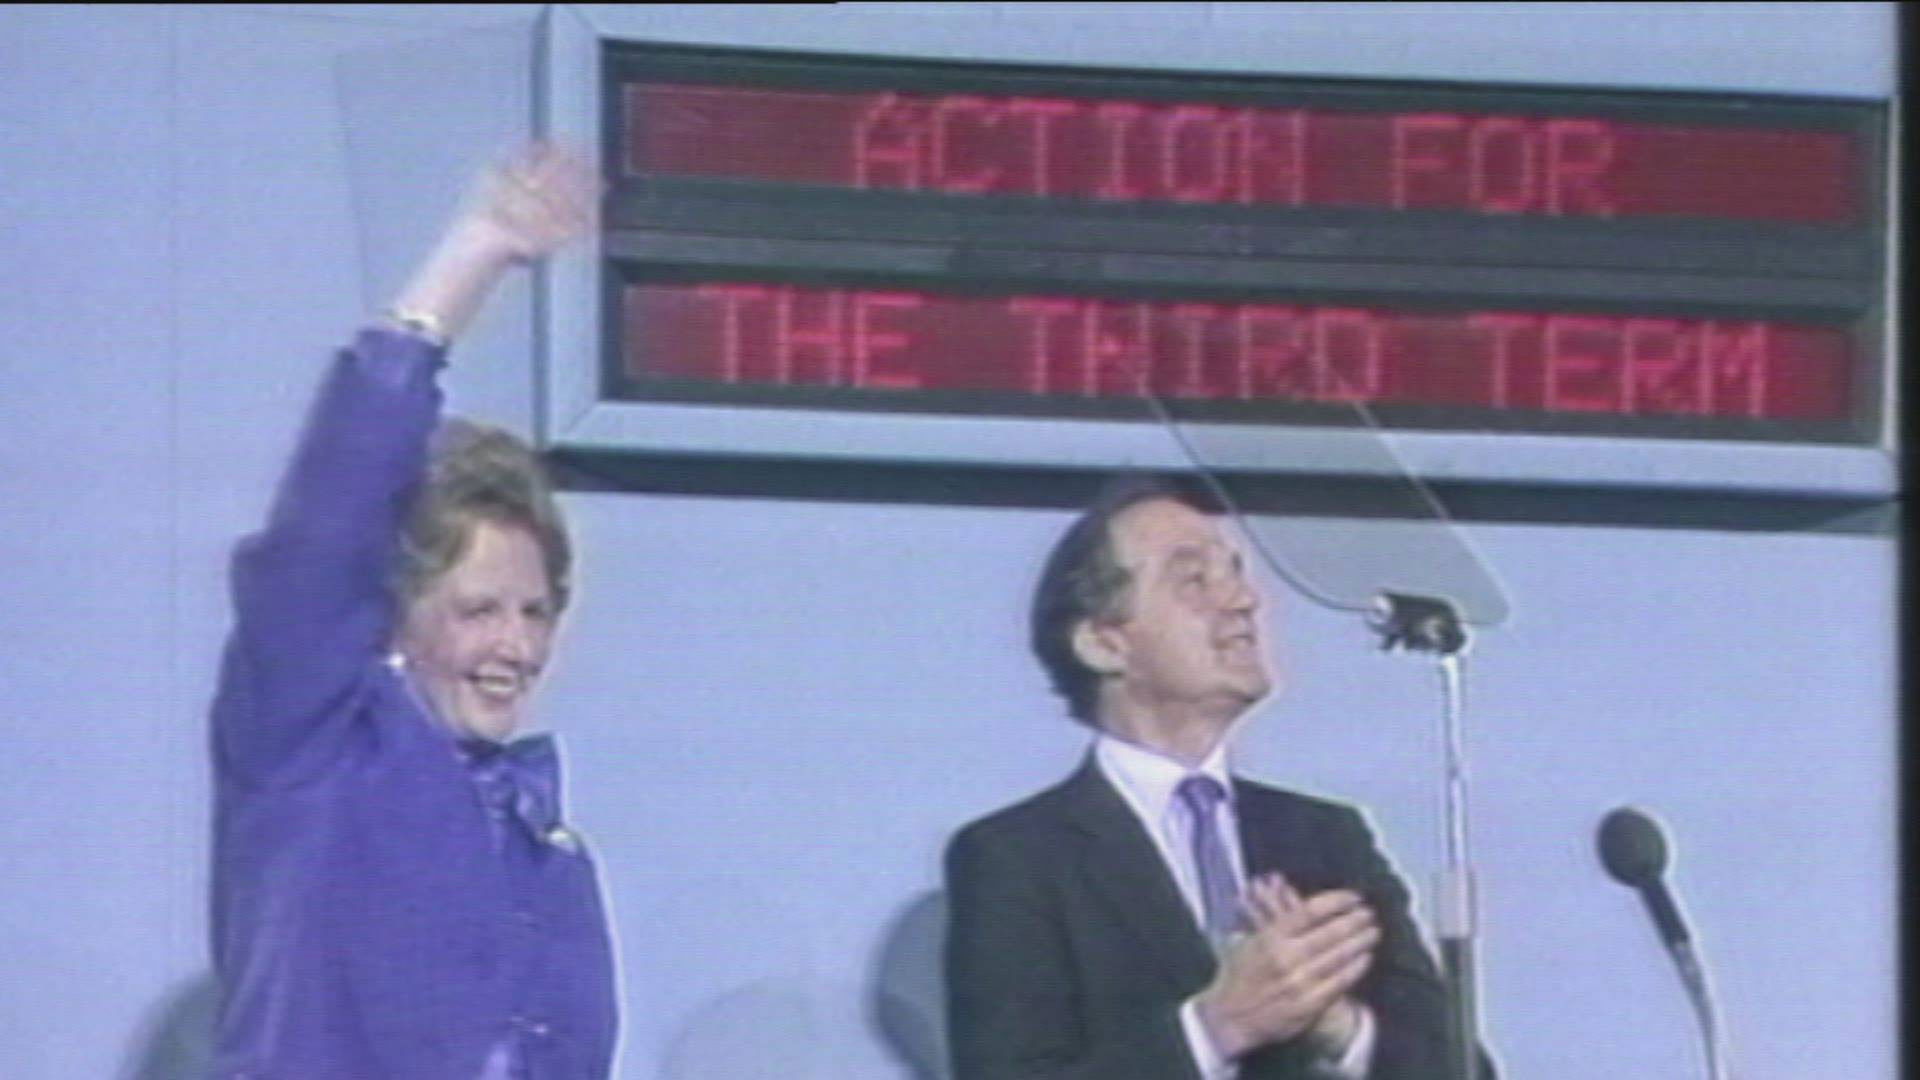 ACTION FOR
THE THIRD TERM